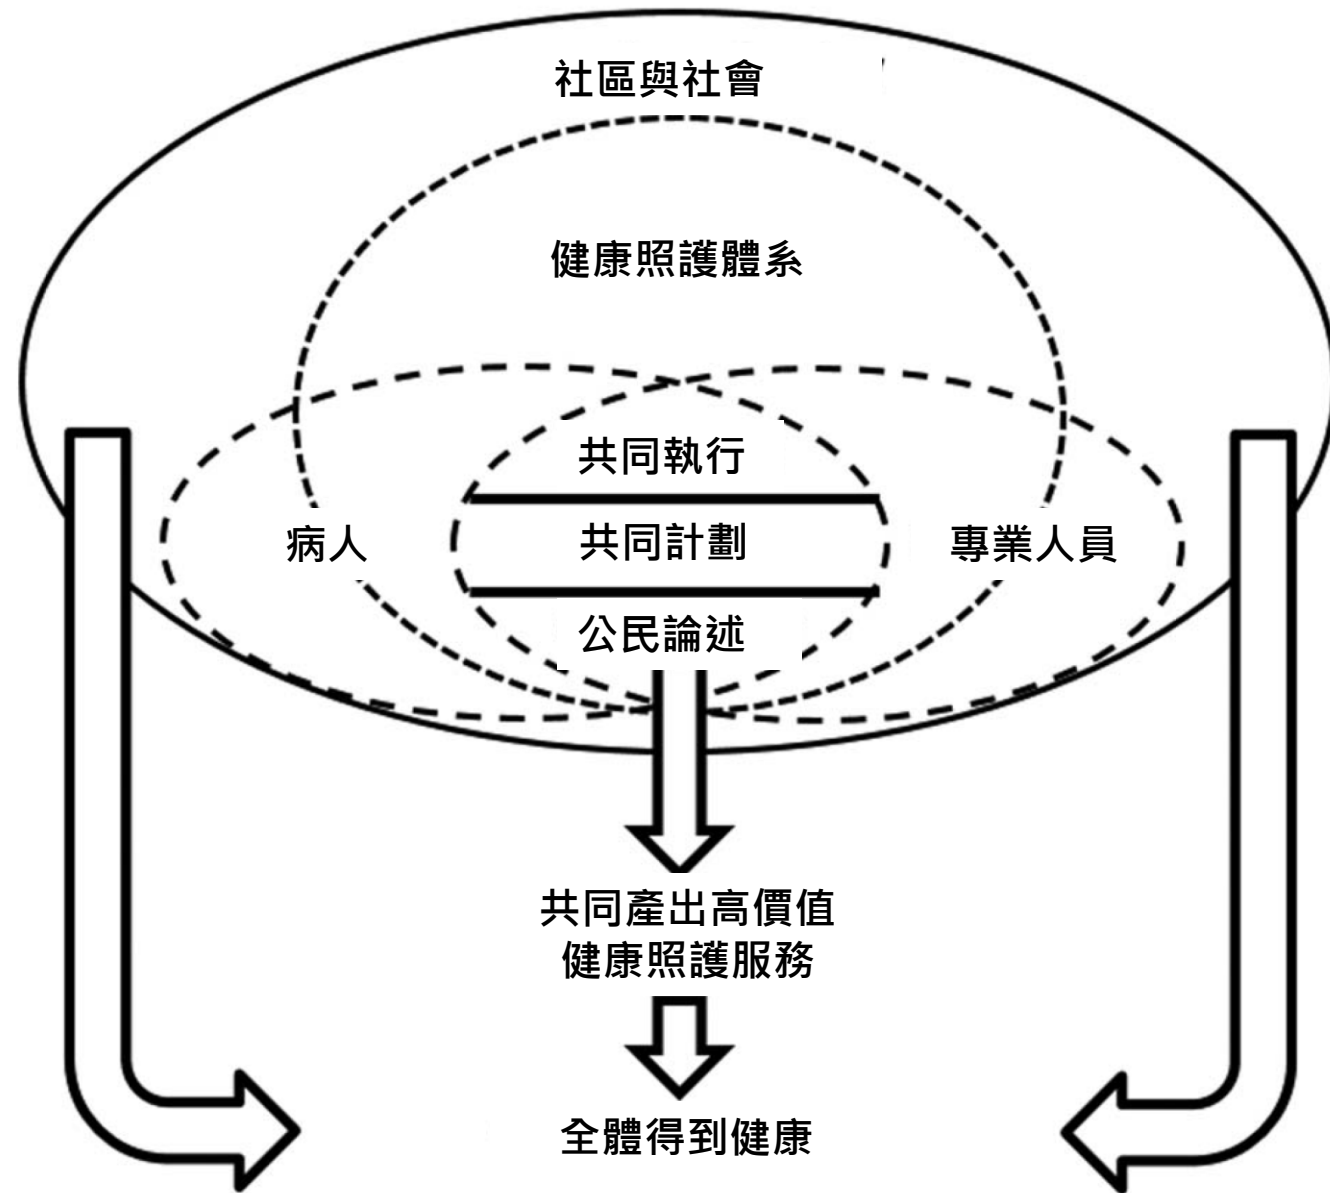 社區與社會
健康照護體系
共同執行
病人
共同計劃
專業人員
公民論述
共同產出高價值
健康照護服務
全體得到健康